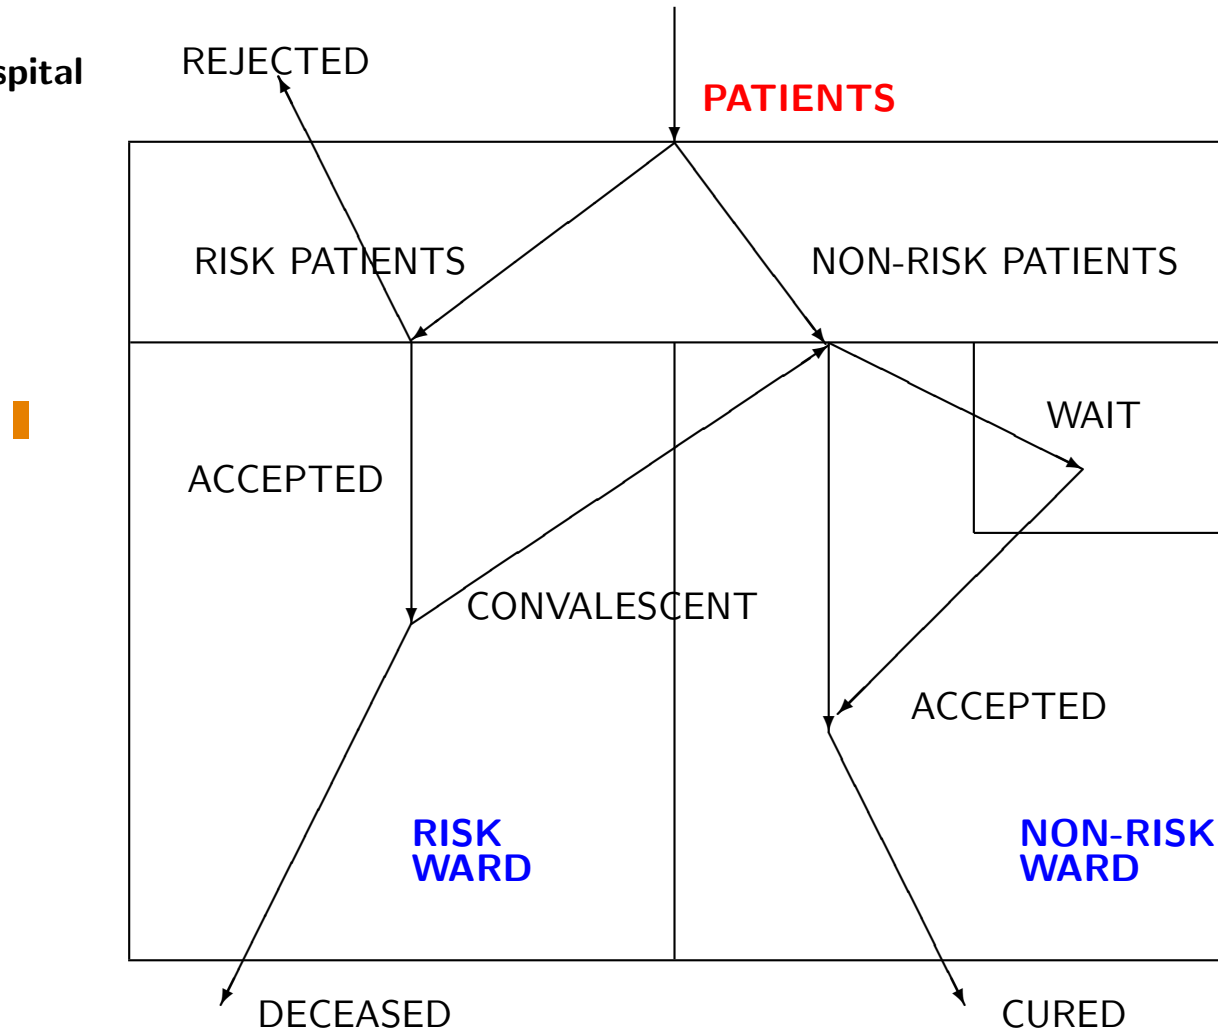 REJECTED
spital
PATIENTS
RISK PATIENTS
NON-RISK PATIENTS
WAIT
ACCEPTED
CONVALESCENT
ACCEPTED
RISK
WARD
NON-RISK
WARD
DECEASED
CURED